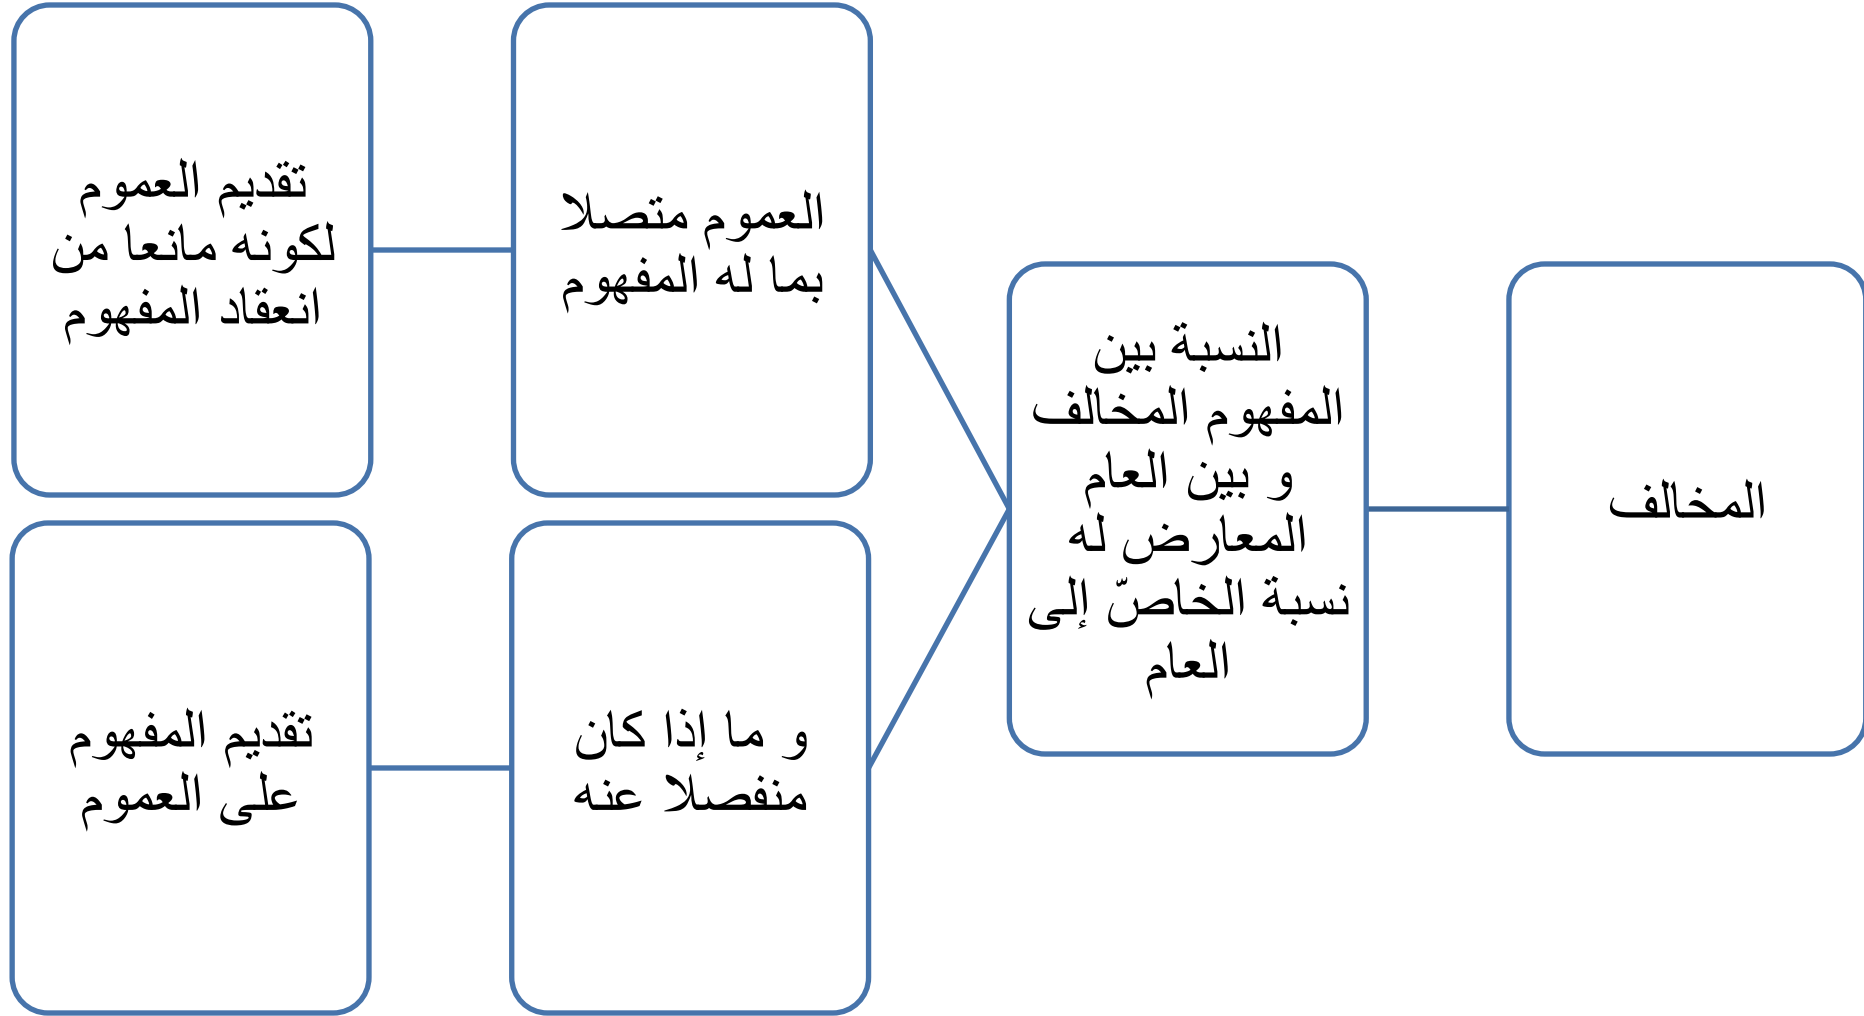 المخالف
النسبة بين
المفهوم المخالف
و بين العام
المعارض له
نسبة الخاصّ إلى
العام
العموم متصلا
بما له المفهوم
تقديم العموم
لكونه مانعا من
انعقاد المفهوم
و ما إذا كان
منفصلا عنه
تقديم المفهوم
على العموم